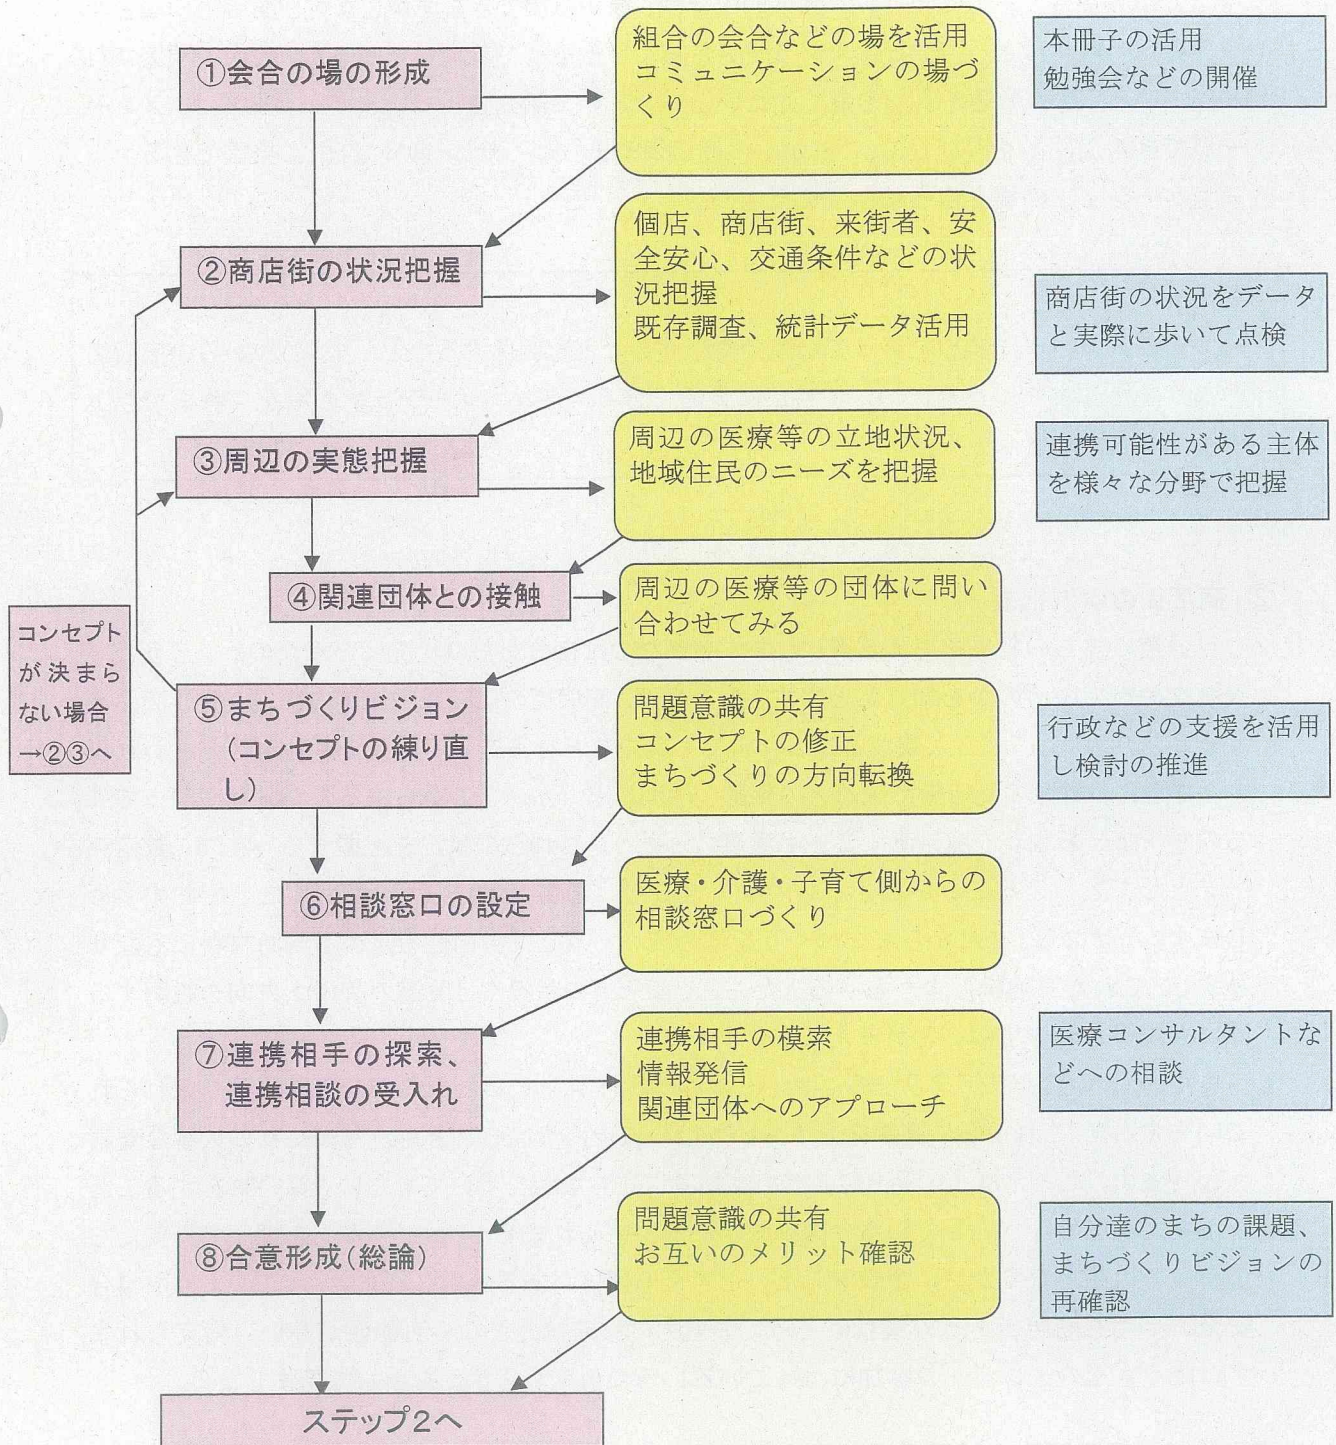 ①会合の場の形成
組合の会合などの場を活用
コミュニケーションの場づ
くり
本冊子の活用
勉強会などの開催
②商店街の状況把握
個店、商店街、来街者、安
全安心、交通条件などの状
況把握
既存調査、統計データ活用
商店街の状況をデータ
と実際に歩いて点検
③周辺の実態把握
周辺の医療等の立地状況、
地域住民のニーズを把握
連携可能性がある主体
を様々な分野で把握
④関連団体との接触
周辺の医療等の団体に問い
合わせてみる
コンセプト
が決まら
ない場合
→②③へ
⑤まちづくりビジョン
(コンセプトの練り直
し)
問題意識の共有
コンセプトの修正
まちづくりの方向転換
行政などの支援を活用
し検討の推進
⑥相談窓口の設定
医療・介護・子育て側からの
相談窓口づくり
⑦連携相手の探索、
連携相談の受入れ
連携相手の模索
情報発信
関連団体へのアプローチ
医療コンサルタントな
どへの相談
⑧合意形成(総論)
問題意識の共有
お互いのメリット確認
自分達のまちの課題、
まちづくりビジョンの
再確認
ステップ2へ